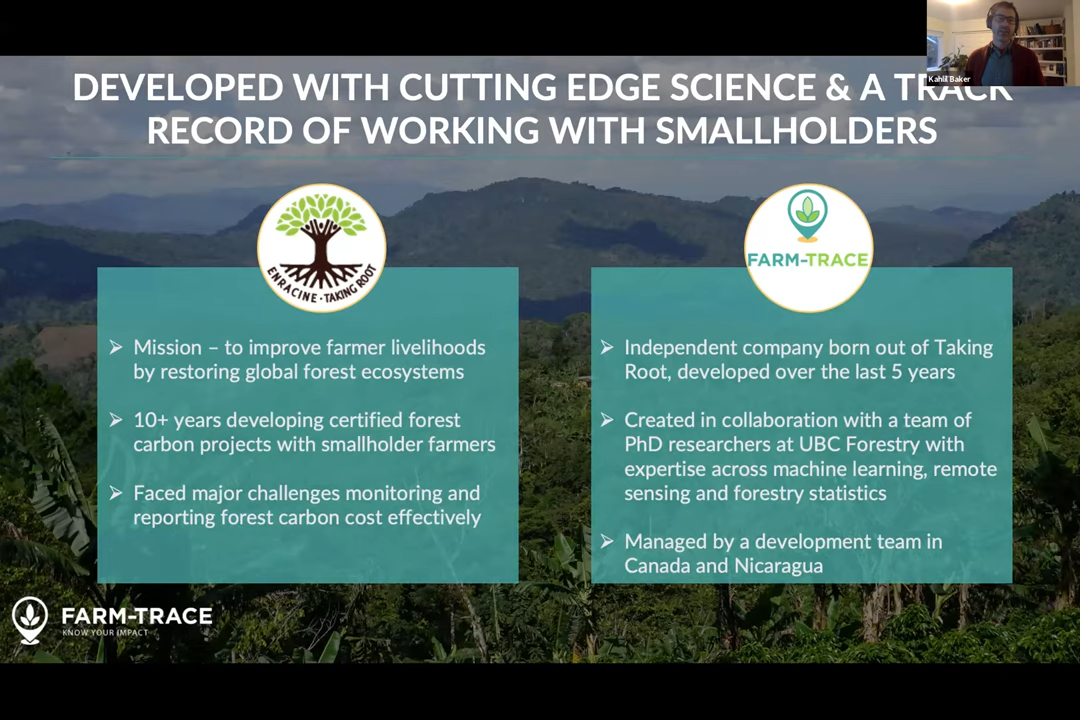 Kahlil Baker
DEVELOPED WITH CUTTING EDGE SCIENCE & A TRACK
RECORD OF WORKING WITH SMALLHOLDERS
ENRACINE · TAKING ROOT
➢ Mission – to improve farmer livelihoods
by restoring global forest ecosystems
➢ 10+ years developing certified forest
carbon projects with smallholder farmers
➢ Faced major challenges monitoring and
reporting forest carbon cost effectively
FARM-TRACE
➢ Independent company born out of Taking
Root, developed over the last 5 years
➢ Created in collaboration with a team of
PhD researchers at UBC Forestry with
expertise across machine learning, remote
sensing and forestry statistics
➢ Managed by a development team in
Canada and Nicaragua
FARM-TRACE
KNOW YOUR IMPACT